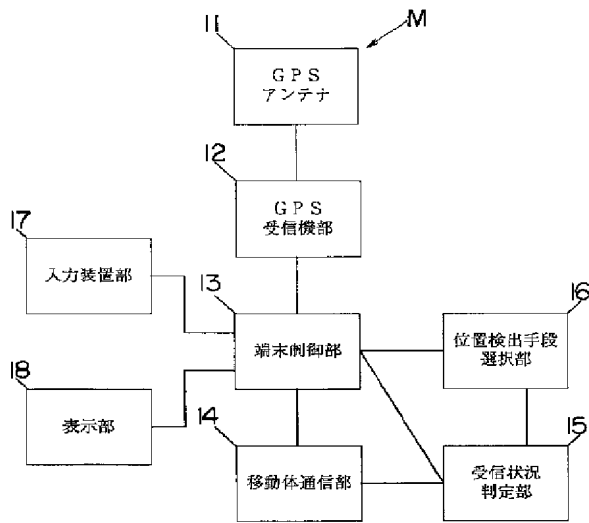 11
M
GPS
アンテナ
12
GPS
受信機部
17
入力装置部
13
端末制御部
16
位置検出手段
選択部
18
表示部
14
移動体通信部
15
受信状況
判定部